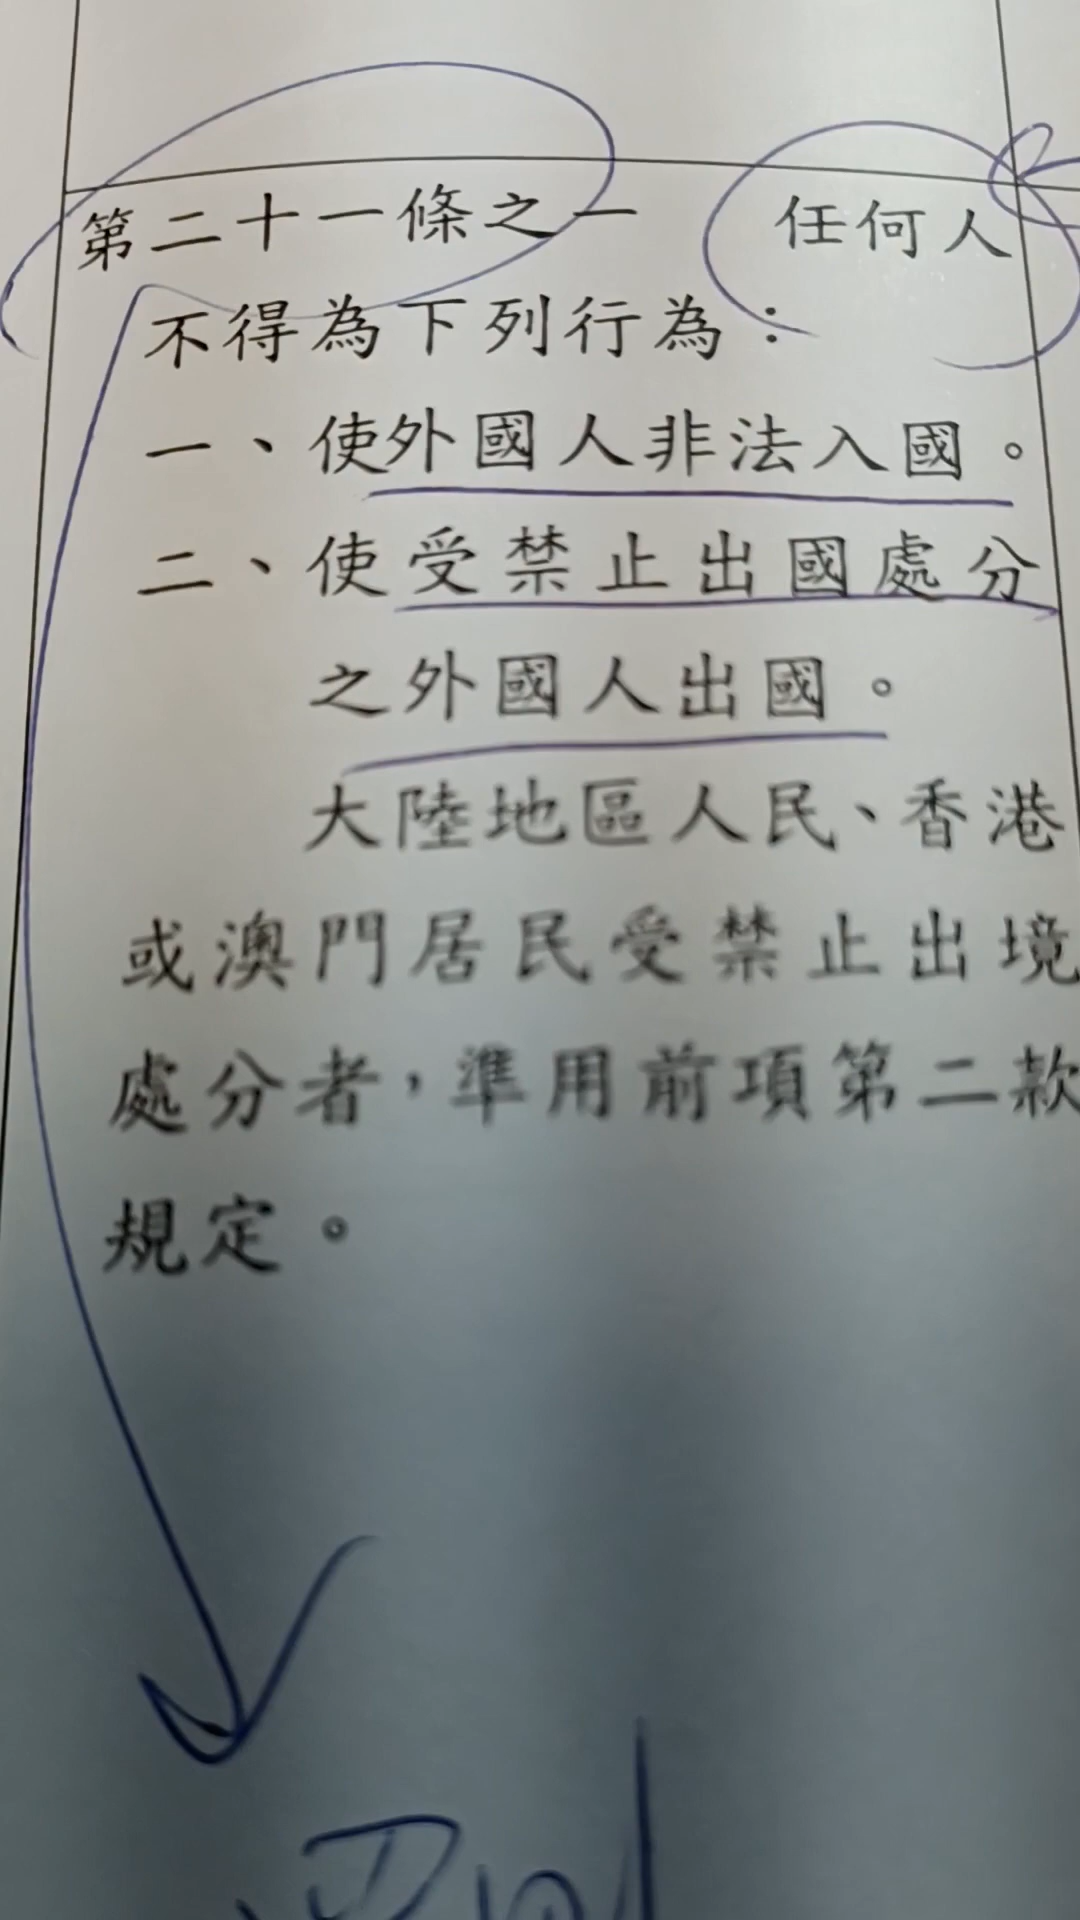 第二十一條之一　任何人
不得為下列行為：
一、使外國人非法入國。
二、使受禁止出國處分
之外國人出國。
大陸地區人民、香港
或澳門居民受禁止出境
處分者，準用前項第二款
規定。